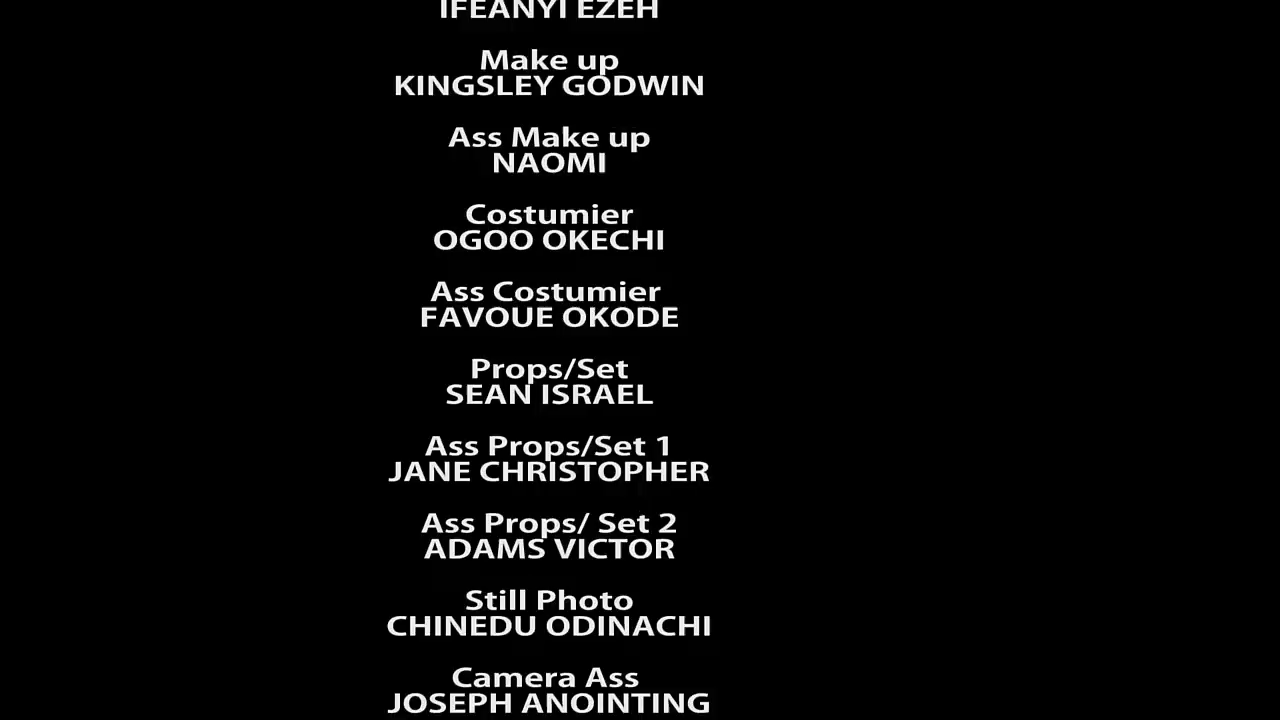 IFEANYI EZEH
Make up
KINGSLEY GODWIN
Ass Make up
NAOMI
Costumier
OGOO OKECHI
Ass Costumier
FAVOUE OKODE
Props/Set
SEAN ISRAEL
Ass Props/Set 1
JANE CHRISTOPHER
Ass Props/ Set 2
ADAMS VICTOR
Still Photo
CHINEDU ODINACHI
Camera Ass
JOSEPH ANOINTING